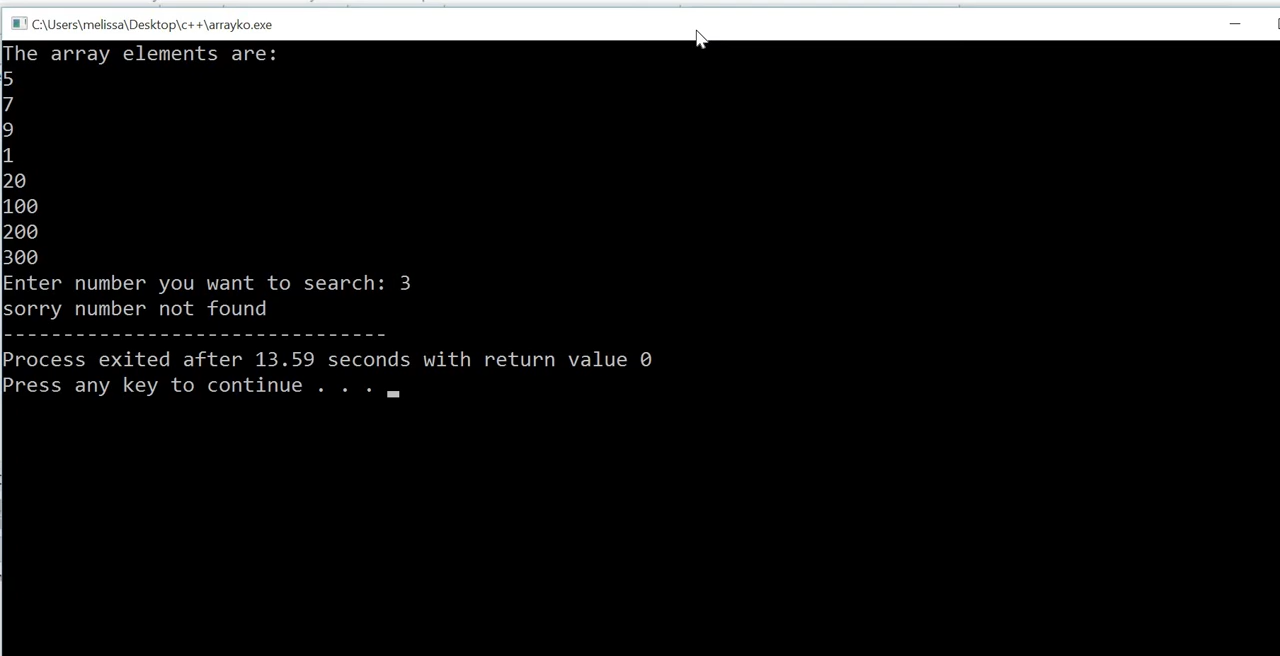 C:\Users\melissa\Desktop\c++\arrayko.exe
The array elements are:
5
7
9
1
20
100
200
300
Enter number you want to search: 3
sorry number not found
--------------------------------
Process exited after 13.59 seconds with return value 0
Press any key to continue . . .